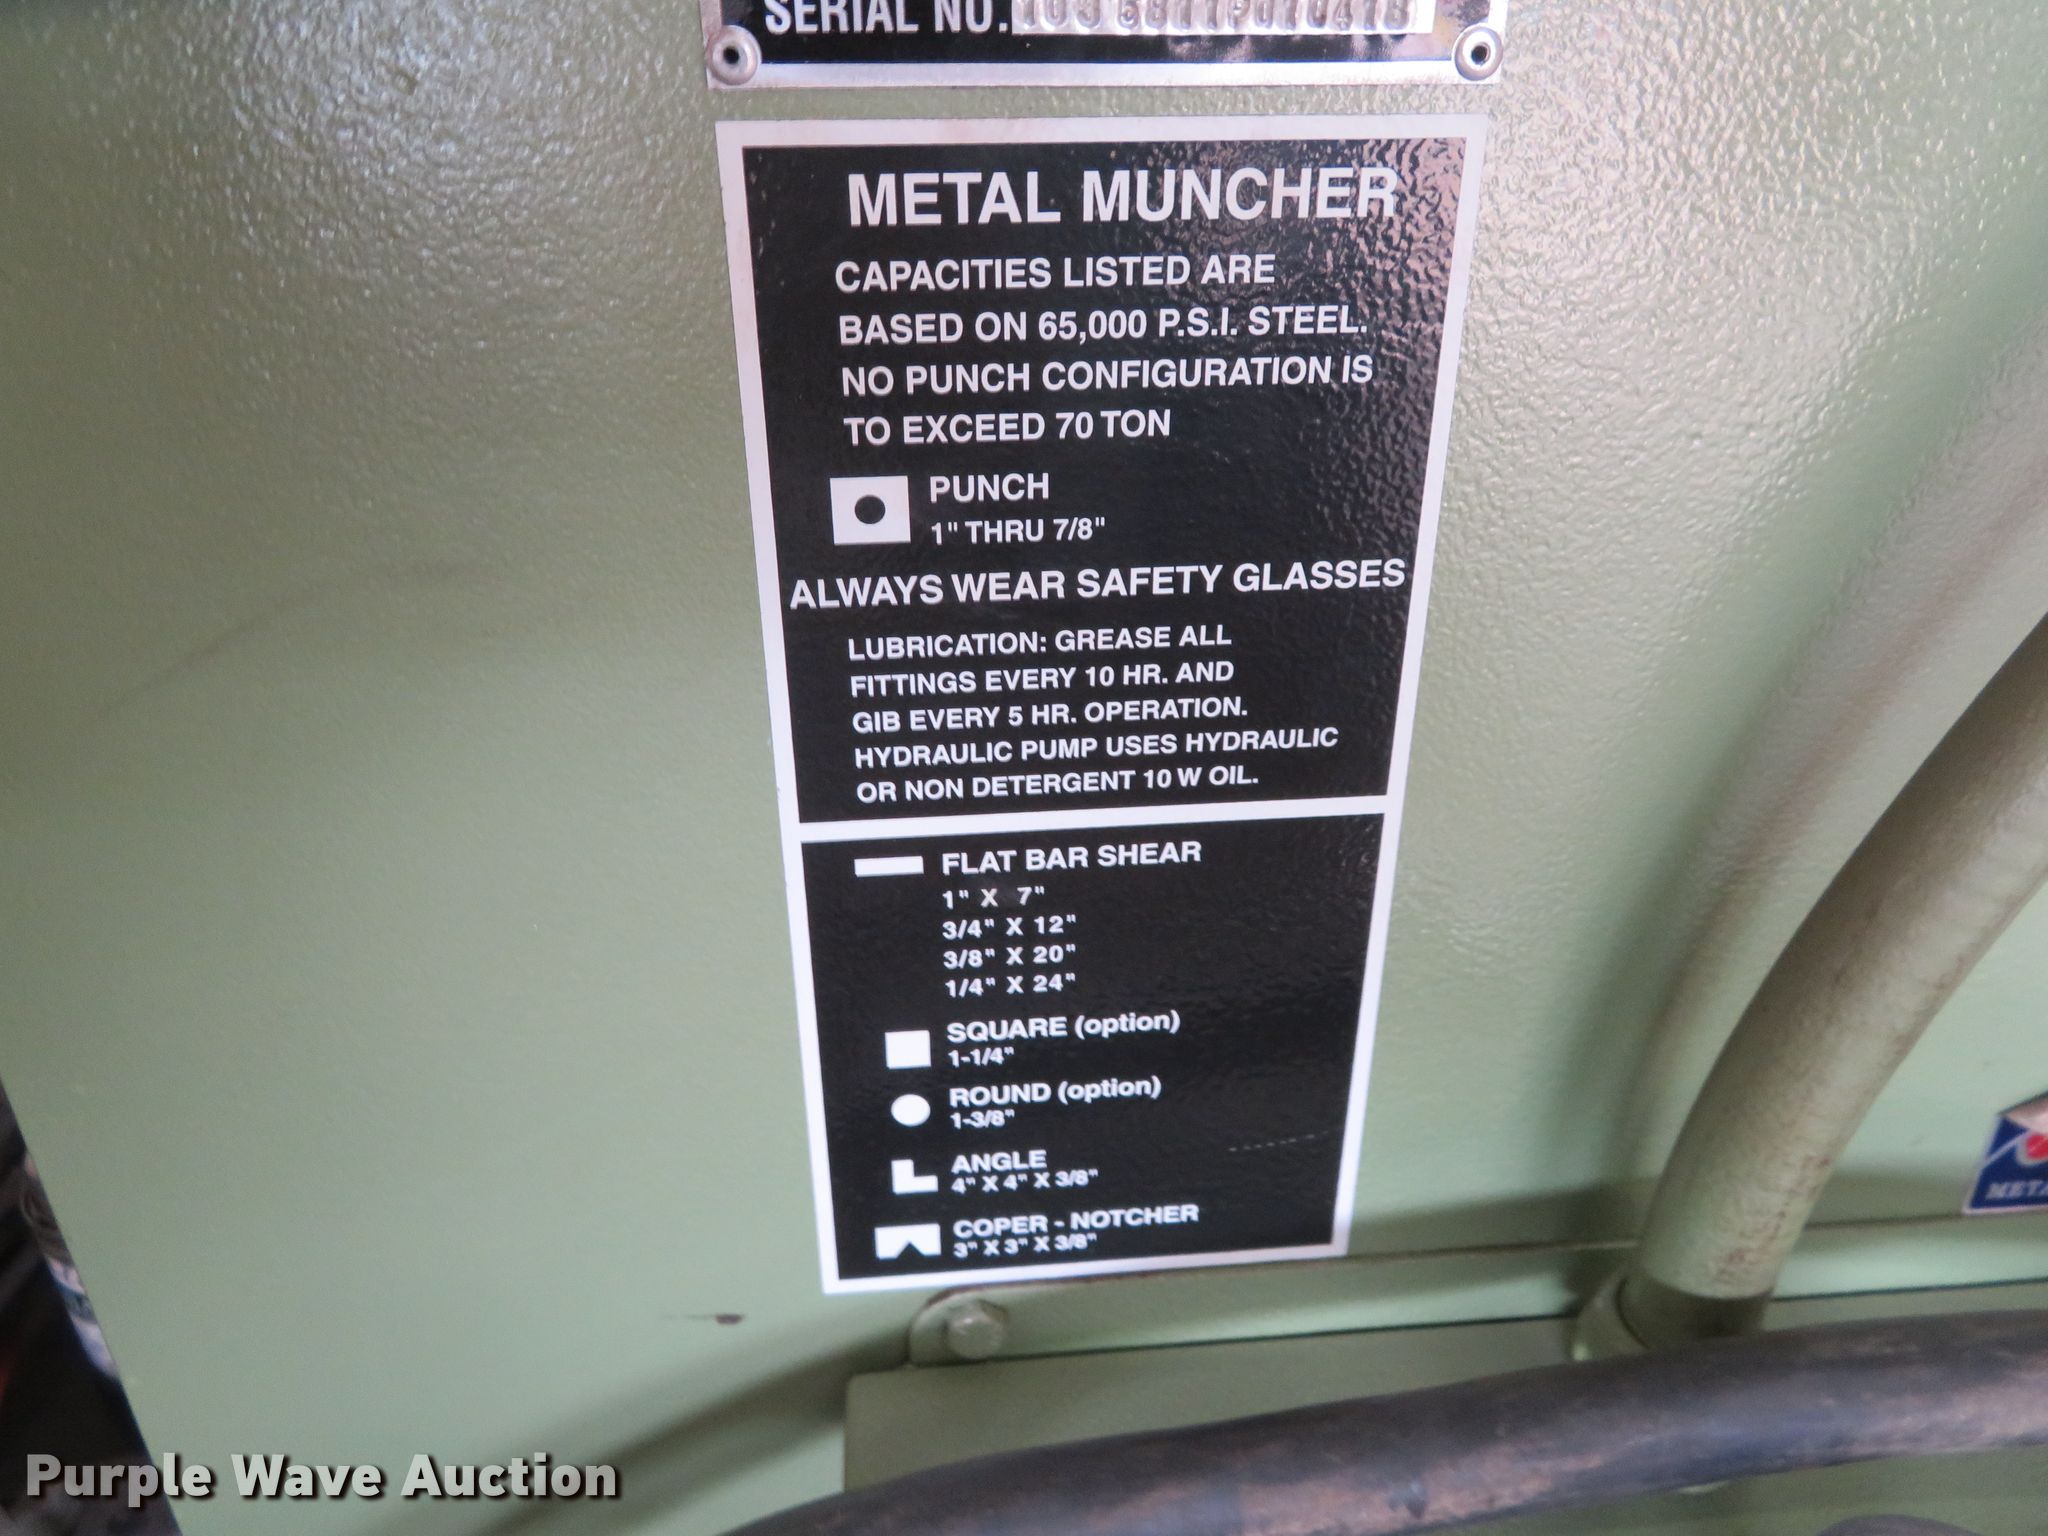 SERIAL NO.
METAL MUNCHER
CAPACITIES LISTED ARE
BASED ON 65,000 P.S.I. STEEL.
NO PUNCH CONFIGURATION IS
TO EXCEED 70 TON
PUNCH
1" THRU 7/8"
ALWAYS WEAR SAFETY GLASSES
LUBRICATION: GREASE ALL
FITTINGS EVERY 10 HR. AND
GIB EVERY 5 HR. OPERATION.
HYDRAULIC PUMP USES HYDRAULIC
OR NON DETERGENT 10 W OIL.
FLAT BAR SHEAR
1" X 7"
3/4" X 12"
3/8" X 20"
1/4" X 24"
SQUARE (option)
1-1/4"
ROUND (option)
1-3/8"
ANGLE
4" X 4" X 3/8"
COPER - NOTCHER
3" X 3" X 3/8"
META
Purple Wave Auction